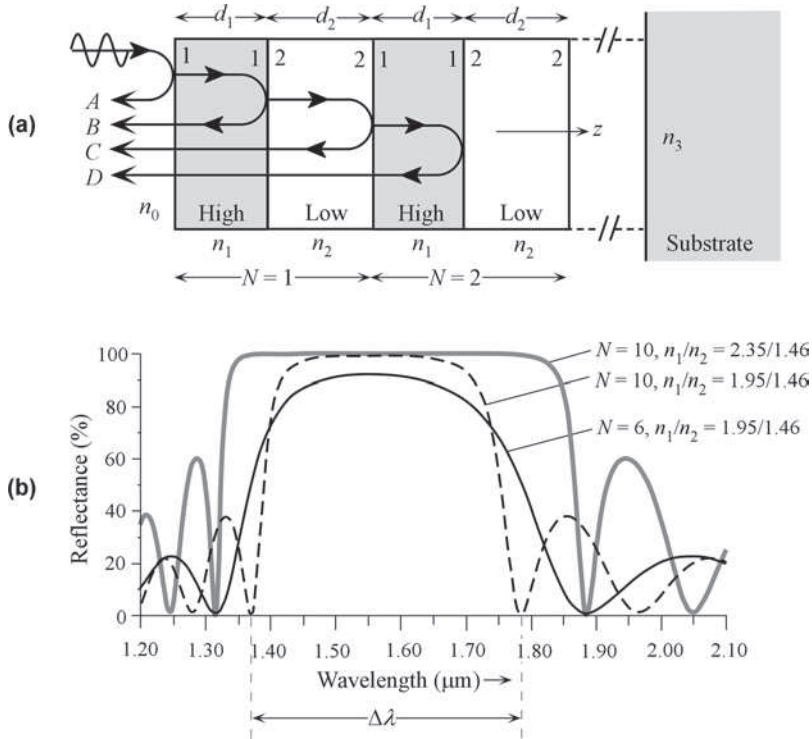 d₁ d₂ d₁ d₂
1 1 2 2 1 1 2 2
(a)
A
B
C
D
z
n₃
n₀
High Low High Low
Substrate
n₁ n₂ n₁ n₂
N = 1 N = 2
(b)
Reflectance (%)
100
80
60
40
20
0
N = 10, n₁/n₂ = 2.35/1.46
N = 10, n₁/n₂ = 1.95/1.46
N = 6, n₁/n₂ = 1.95/1.46
1.20 1.30 1.40 1.50 1.60 1.70 1.80 1.90 2.00 2.10
Wavelength (μm)
Δλ